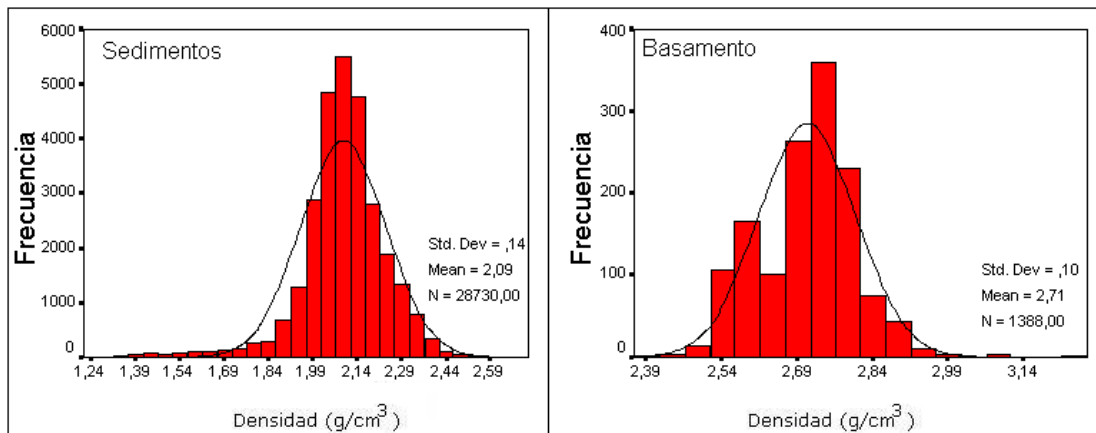 Sedimentos
Frecuencia
6000
5000
4000
3000
2000
1000
0
Std. Dev = ,14
Mean = 2,09
N = 28730,00
1,24 1,39 1,54 1,69 1,84 1,99 2,14 2,29 2,44 2,59
Densidad (g/cm³)
Basamento
Frecuencia
400
300
200
100
0
Std. Dev = ,10
Mean = 2,71
N = 1388,00
2,39 2,54 2,69 2,84 2,99 3,14
Densidad (g/cm³)